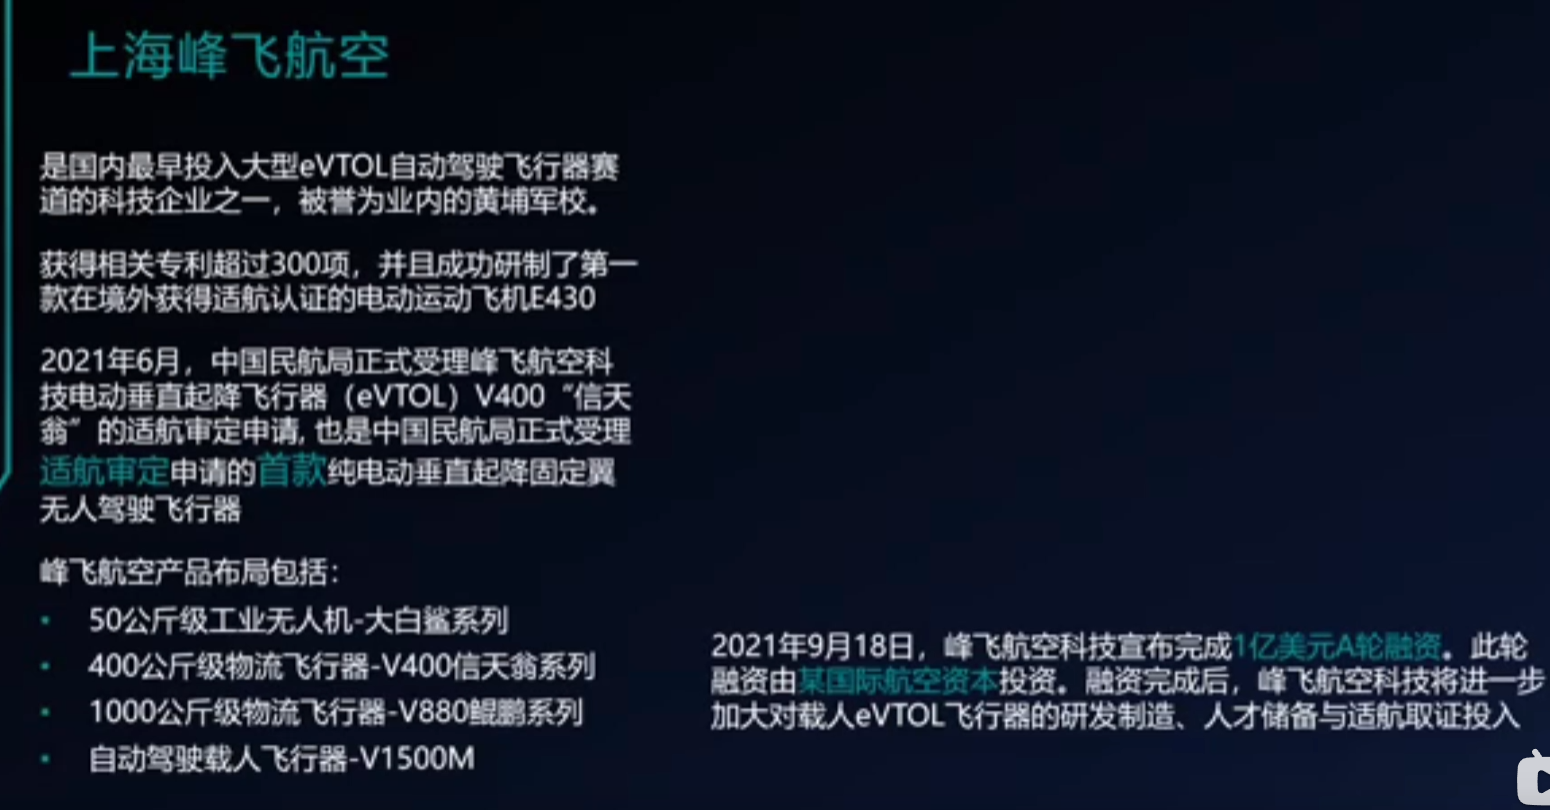 上海峰飞航空
是国内最早投入大型eVTOL自动驾驶飞行器赛
道的科技企业之一，被誉为业内的黄埔军校。
获得相关专利超过300项，并且成功研制了第一
款在境外获得适航认证的电动运动飞机E430
2021年6月，中国民航局正式受理峰飞航空科
技电动垂直起降飞行器（eVTOL）V400“信天
翁”的适航审定申请, 也是中国民航局正式受理
适航审定申请的首款纯电动垂直起降固定翼
无人驾驶飞行器
峰飞航空产品布局包括：
▪ 50公斤级工业无人机-大白鲨系列
▪ 400公斤级物流飞行器-V400信天翁系列
▪ 1000公斤级物流飞行器-V880鲲鹏系列
▪ 自动驾驶载人飞行器-V1500M
2021年9月18日，峰飞航空科技宣布完成1亿美元A轮融资。此轮
融资由某国际航空资本投资。融资完成后，峰飞航空科技将进一步
加大对载人eVTOL飞行器的研发制造、人才储备与适航取证投入